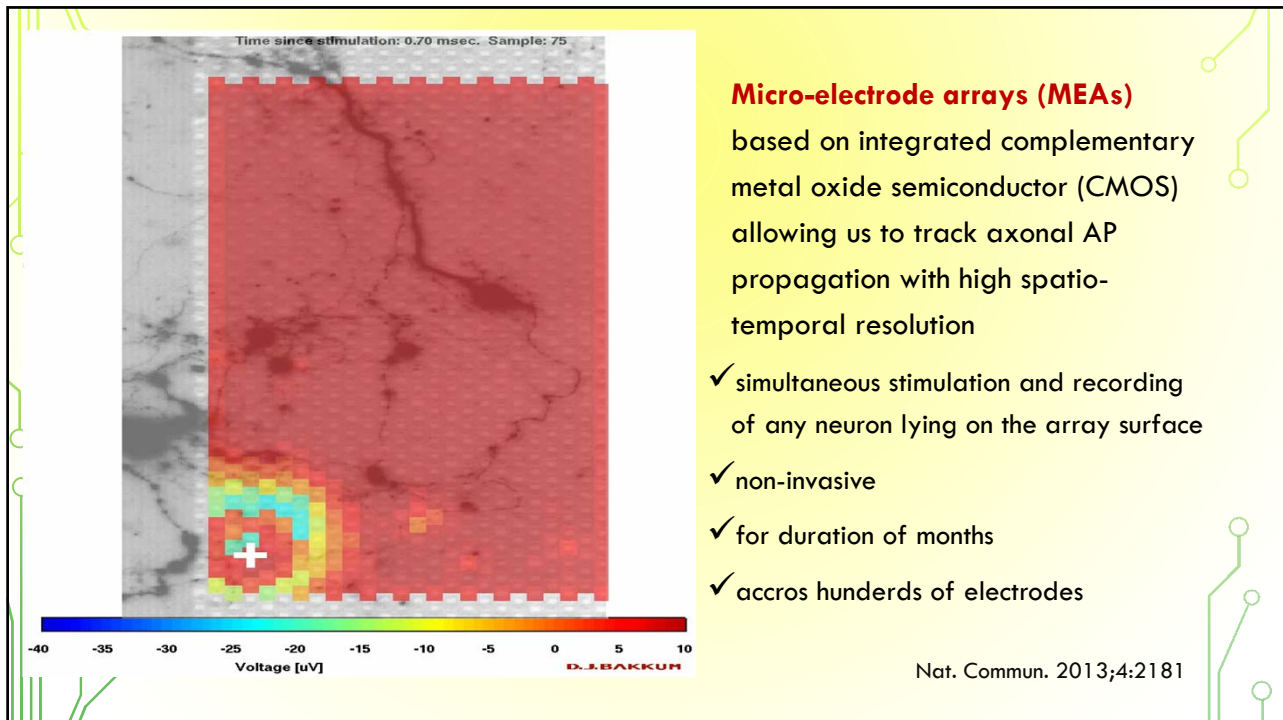 Time since stimulation: 0.70 msec. Sample: 75
-40 -35 -30 -25 -20 -15 -10 -5 0 5 10
Voltage [uV]
D.J.BAKKUM
Micro-electrode arrays (MEAs)
based on integrated complementary
metal oxide semiconductor (CMOS)
allowing us to track axonal AP
propagation with high spatio-
temporal resolution
✓simultaneous stimulation and recording
of any neuron lying on the array surface
✓non-invasive
✓for duration of months
✓accros hunderds of electrodes
Nat. Commun. 2013;4:2181